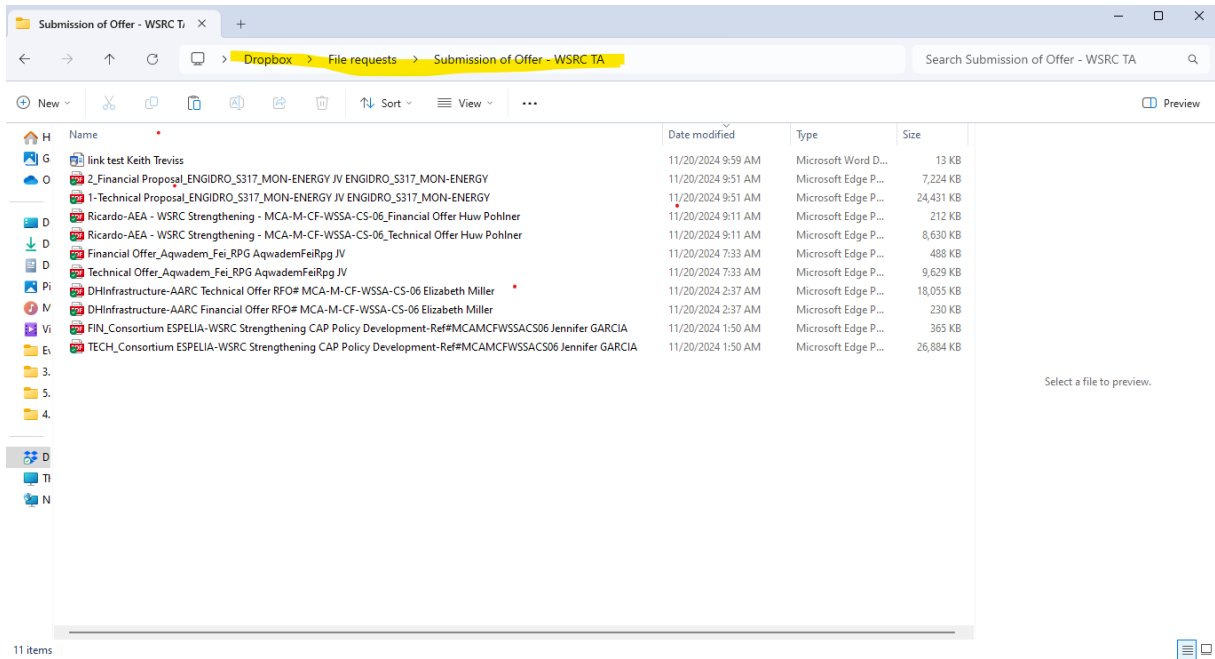 Submission of Offer - WSRC TA
Dropbox > File requests > Submission of Offer - WSRC TA
Search Submission of Offer - WSRC TA
New Sort View ... Preview
Name Date modified Type Size
H
G
O
D
D
D
Pi
M
Vi
Ev
3.
5.
4.
D
Th
N
link test Keith Treviss 11/20/2024 9:59 AM Microsoft Word D... 13 KB
2_Financial Proposal_ENGIDRO_S317_MON-ENERGY JV ENGIDRO_S317_MON-ENERGY 11/20/2024 9:51 AM Microsoft Edge P... 7,224 KB
1-Technical Proposal_ENGIDRO_S317_MON-ENERGY JV ENGIDRO_S317_MON-ENERGY 11/20/2024 9:51 AM Microsoft Edge P... 24,431 KB
Ricardo-AEA - WSRC Strengthening - MCA-M-CF-WSSA-CS-06_Financial Offer Huw Pohlner 11/20/2024 9:11 AM Microsoft Edge P... 212 KB
Ricardo-AEA - WSRC Strengthening - MCA-M-CF-WSSA-CS-06_Technical Offer Huw Pohlner 11/20/2024 9:11 AM Microsoft Edge P... 8,630 KB
Financial Offer_Aqwadem_Fei_RPG AqwademFeiRpg JV 11/20/2024 7:33 AM Microsoft Edge P... 488 KB
Technical Offer_Aqwadem_Fei_RPG AqwademFeiRpg JV 11/20/2024 7:33 AM Microsoft Edge P... 9,629 KB
DHInfrastructure-AARC Technical Offer RFO# MCA-M-CF-WSSA-CS-06 Elizabeth Miller 11/20/2024 2:37 AM Microsoft Edge P... 18,055 KB
DHInfrastructure-AARC Financial Offer RFO# MCA-M-CF-WSSA-CS-06 Elizabeth Miller 11/20/2024 2:37 AM Microsoft Edge P... 230 KB
FIN_Consortium ESPELIA-WSRC Strengthening CAP Policy Development-Ref#MCAMCFWSSACS06 Jennifer GARCIA 11/20/2024 1:50 AM Microsoft Edge P... 365 KB
TECH_Consortium ESPELIA-WSRC Strengthening CAP Policy Development-Ref#MCAMCFWSSACS06 Jennifer GARCIA 11/20/2024 1:50 AM Microsoft Edge P... 26,884 KB
Select a file to preview.
11 items